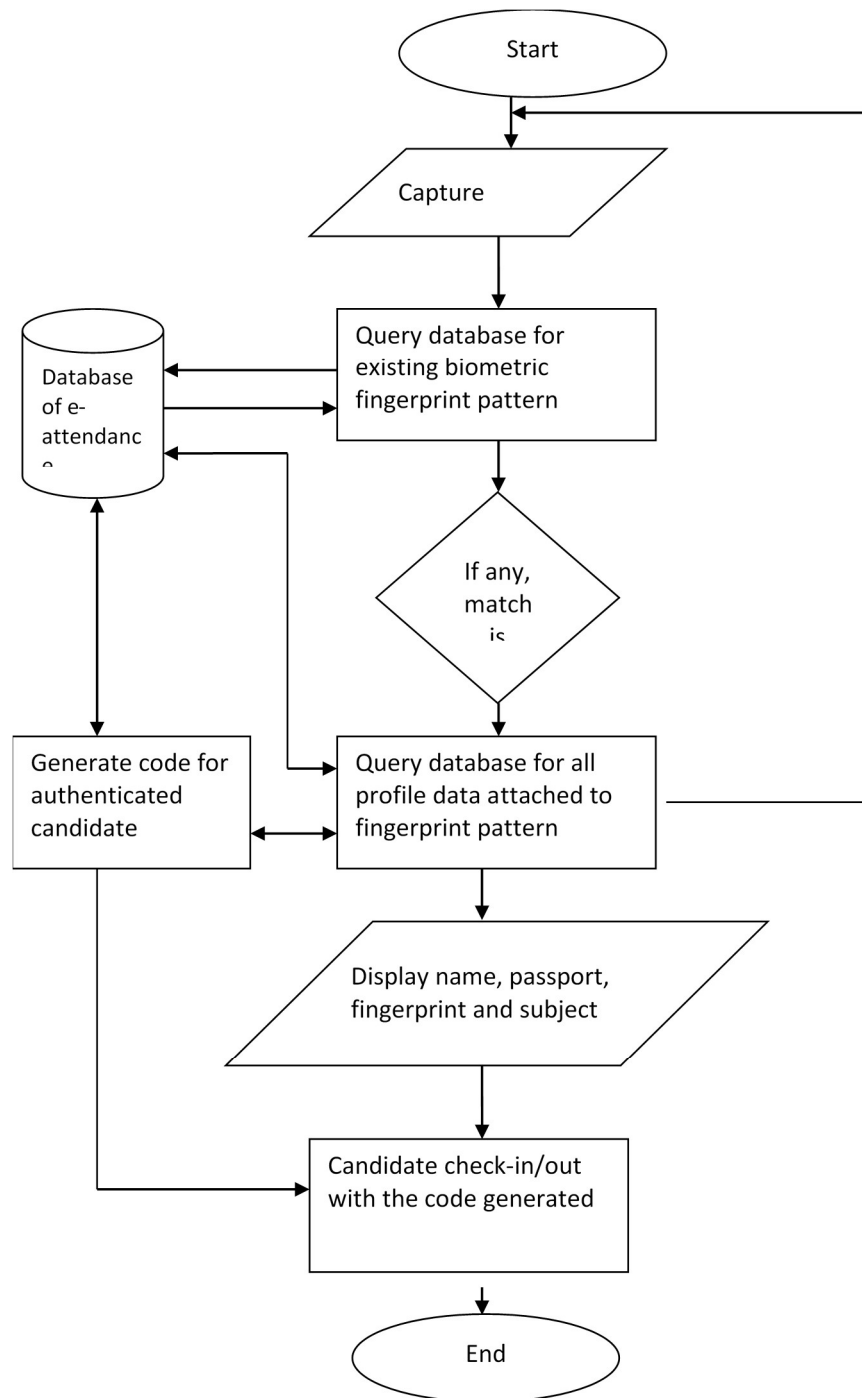 Start
Capture
Query database for
existing biometric
fingerprint pattern
Database
of e-
attendanc
If any,
match
is
Generate code for
authenticated
candidate
Query database for all
profile data attached to
fingerprint pattern
Display name, passport,
fingerprint and subject
Candidate check-in/out
with the code generated
End